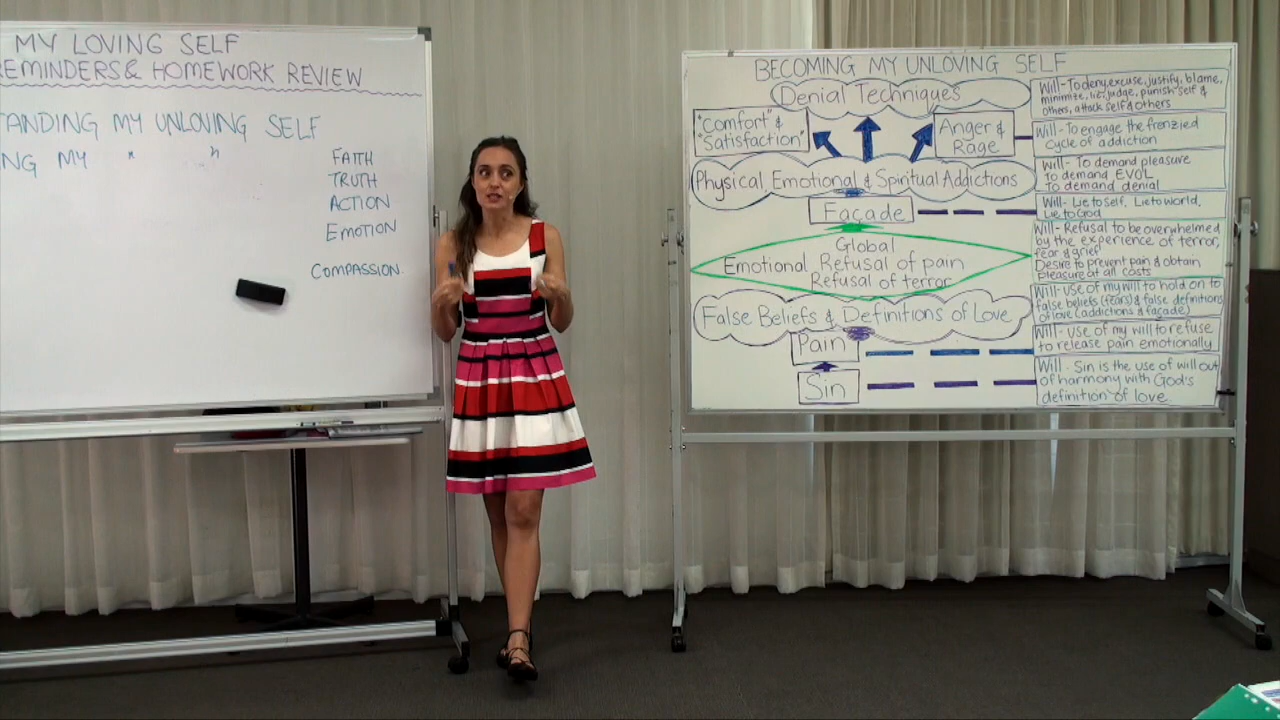 MY LOVING SELF
REMINDERS & HOMEWORK REVIEW
TANDING MY UNLOVING SELF
NG MY " "
FAITH
TRUTH
ACTION
EMOTION
COMPASSION
BECOMING MY UNLOVING SELF
Denial Techniques
"Comfort" &
"Satisfaction"
Anger &
Rage
Physical, Emotional & Spiritual Addictions
Façade
Global
Emotional Refusal of pain
Refusal of terror
False Beliefs & Definitions of Love
Pain
Sin
Will - To deny, excuse, justify, blame,
minimize, lie, judge, punish self &
others, attack self & others
Will - To engage the frenzied
cycle of addiction
Will - To demand pleasure
To demand EVOL
To demand denial
Will - Lie to Self, Lie to world,
Lie to God
Will - Refusal to be overwhelmed
by the experience of terror,
fear & grief
Desire to prevent pain & obtain
pleasure at all costs
Will - use of my will to hold on to
false beliefs (fears) & false definitions
of love (addictions & façade)
Will - use of my will to refuse
to release pain emotionally
Will - Sin is the use of will out
of harmony with God's
definition of love